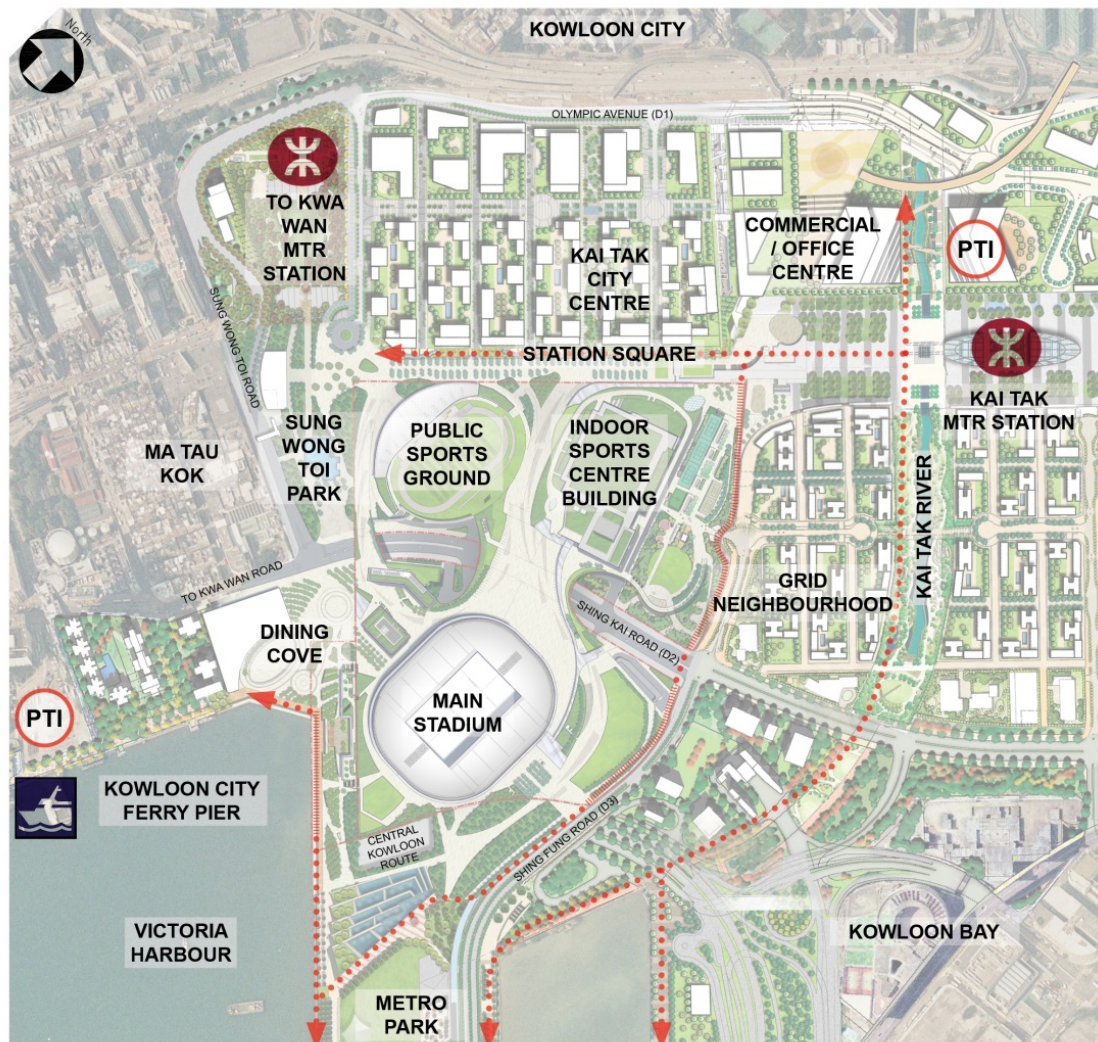 North
KOWLOON CITY
OLYMPIC AVENUE (D1)
TO KWA
WAN
MTR
STATION
KAI TAK
CITY
CENTRE
COMMERCIAL
/ OFFICE
CENTRE
PTI
SUNG WONG TOI ROAD
STATION SQUARE
KAI TAK
MTR STATION
MA TAU
KOK
SUNG
WONG
TOI
PARK
PUBLIC
SPORTS
GROUND
INDOOR
SPORTS
CENTRE
BUILDING
KAI TAK RIVER
GRID
NEIGHBOURHOOD
TO KWA WAN ROAD
SHING KAI ROAD (D2)
DINING
COVE
MAIN
STADIUM
PTI
KOWLOON CITY
FERRY PIER
CENTRAL
KOWLOON
ROUTE
SHING FUNG ROAD (D3)
VICTORIA
HARBOUR
KOWLOON BAY
METRO
PARK